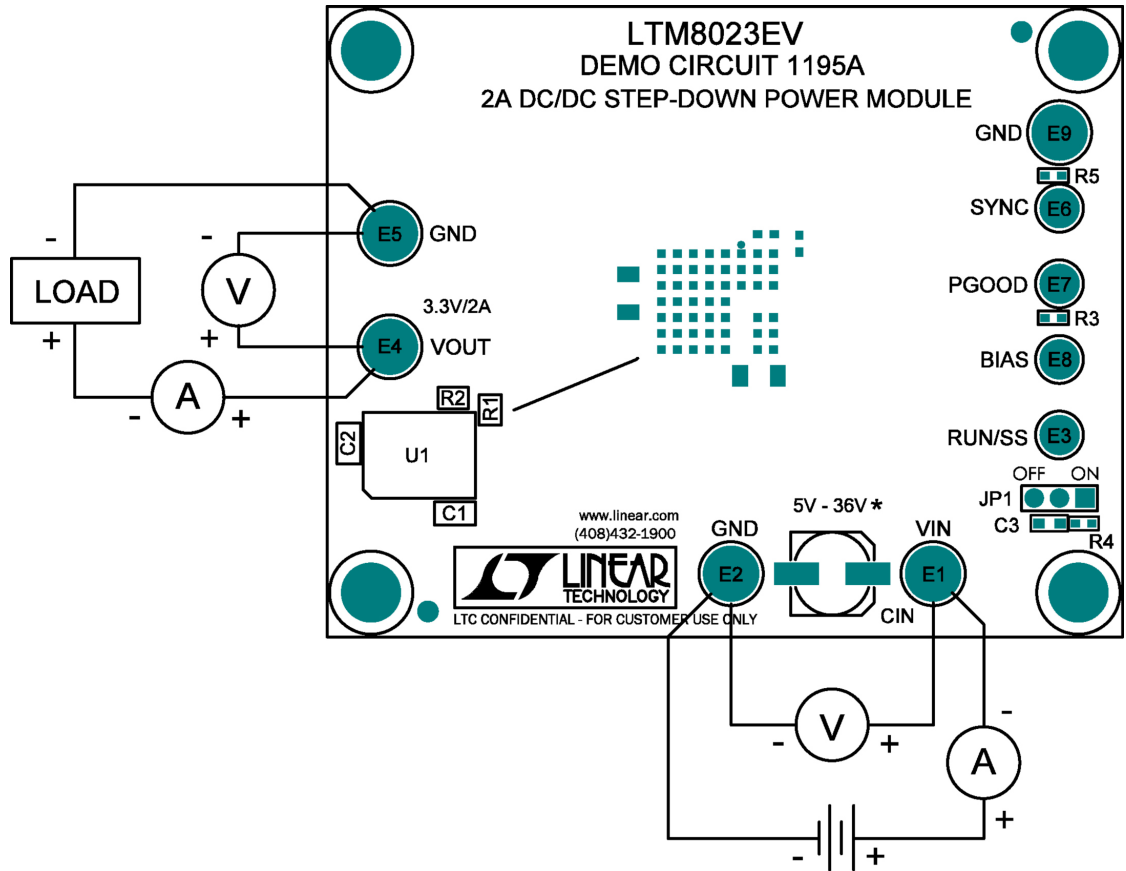 LTM8023EV
DEMO CIRCUIT 1195A
2A DC/DC STEP-DOWN POWER MODULE
GND E9
R5
SYNC E6
PGOOD E7
R3
BIAS E8
RUN/SS E3
OFF ON
JP1
C3
R4
- E5 GND
-
LOAD
V
3.3V/2A
+
+
E4 VOUT
- A +
R2
R1
C2
U1
C1
www.linear.com
(408)432-1900
LINEAR
TECHNOLOGY
LTC CONFIDENTIAL - FOR CUSTOMER USE ONLY
5V - 36V *
GND
VIN
E2
E1
CIN
- V +
-
A
+
- +